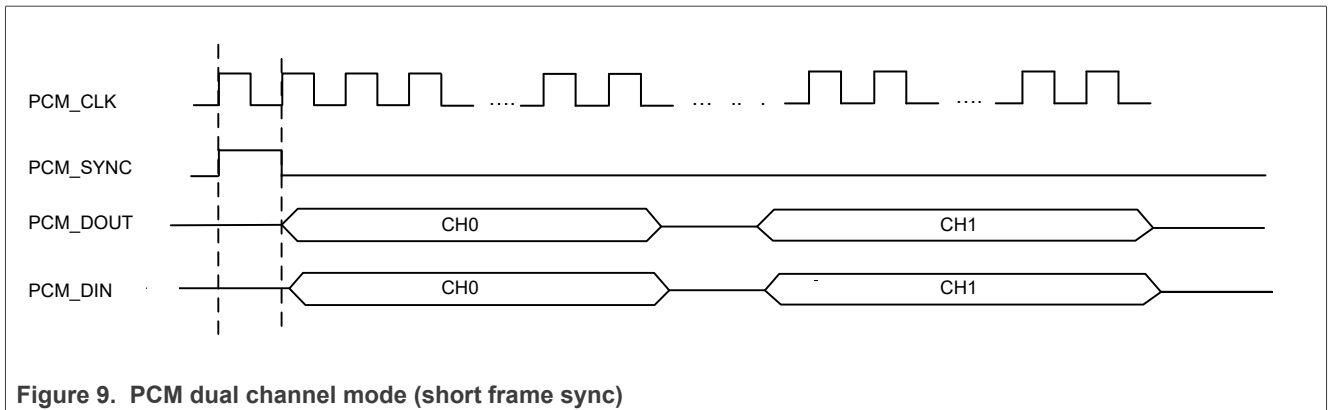 PCM_CLK
.... ... .. . ....
PCM_SYNC
PCM_DOUT CH0 CH1
PCM_DIN CH0 CH1
Figure 9. PCM dual channel mode (short frame sync)